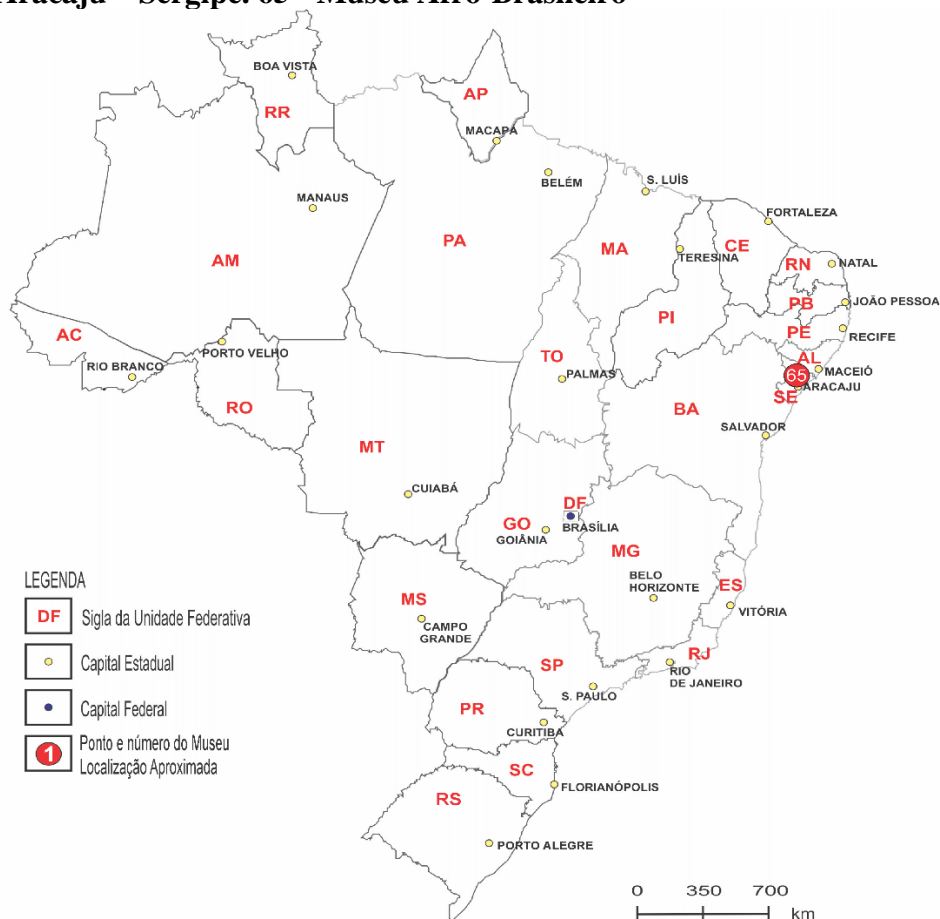 Aracaju – Sergipe. 65 - Museu Afro-Brasileiro
BOA VISTA
RR
AP
MACAPÁ
BELÉM
S. LUÍS
MANAUS
FORTALEZA
PA
MA
CE
TERESINA
RN
NATAL
AM
PB
JOÃO PESSOA
PI
PE
RECIFE
AC
PORTO VELHO
TO
AL
RIO BRANCO
PALMAS
65
MACEIÓ
ARACAJU
SE
RO
BA
SALVADOR
MT
CUIABÁ
DF
GO
BRASÍLIA
GOIÂNIA
MG
BELO
HORIZONTE
ES
VITÓRIA
MS
CAMPO
GRANDE
RJ
RIO
DE JANEIRO
SP
S. PAULO
PR
CURITIBA
SC
FLORIANÓPOLIS
RS
PORTO ALEGRE
LEGENDA
DF Sigla da Unidade Federativa
Capital Estadual
Capital Federal
1 Ponto e número do Museu
Localização Aproximada
0 350 700
km